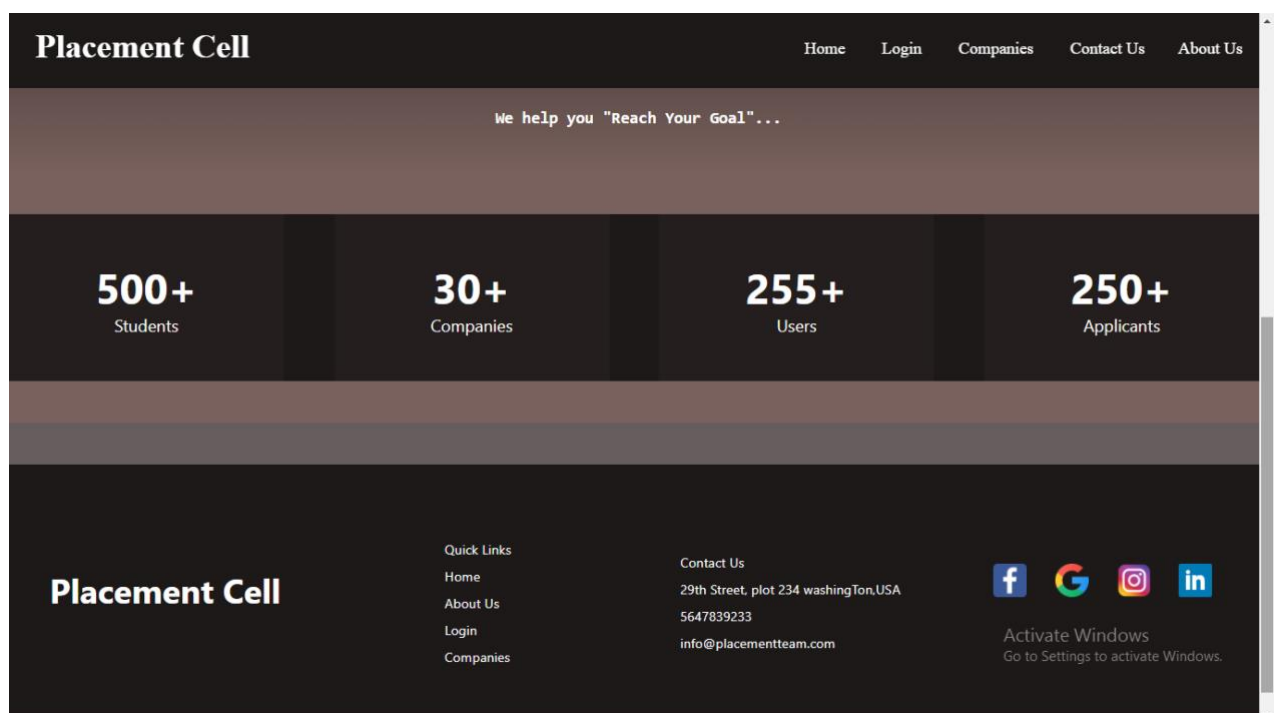 Placement Cell
Home Login Companies Contact Us About Us
We help you "Reach Your Goal"...
500+
Students
30+
Companies
255+
Users
250+
Applicants
Placement Cell
Quick Links
Home
About Us
Login
Companies
Contact Us
29th Street, plot 234 washingTon,USA
5647839233
info@placementteam.com
f G in
Activate Windows
Go to Settings to activate Windows.